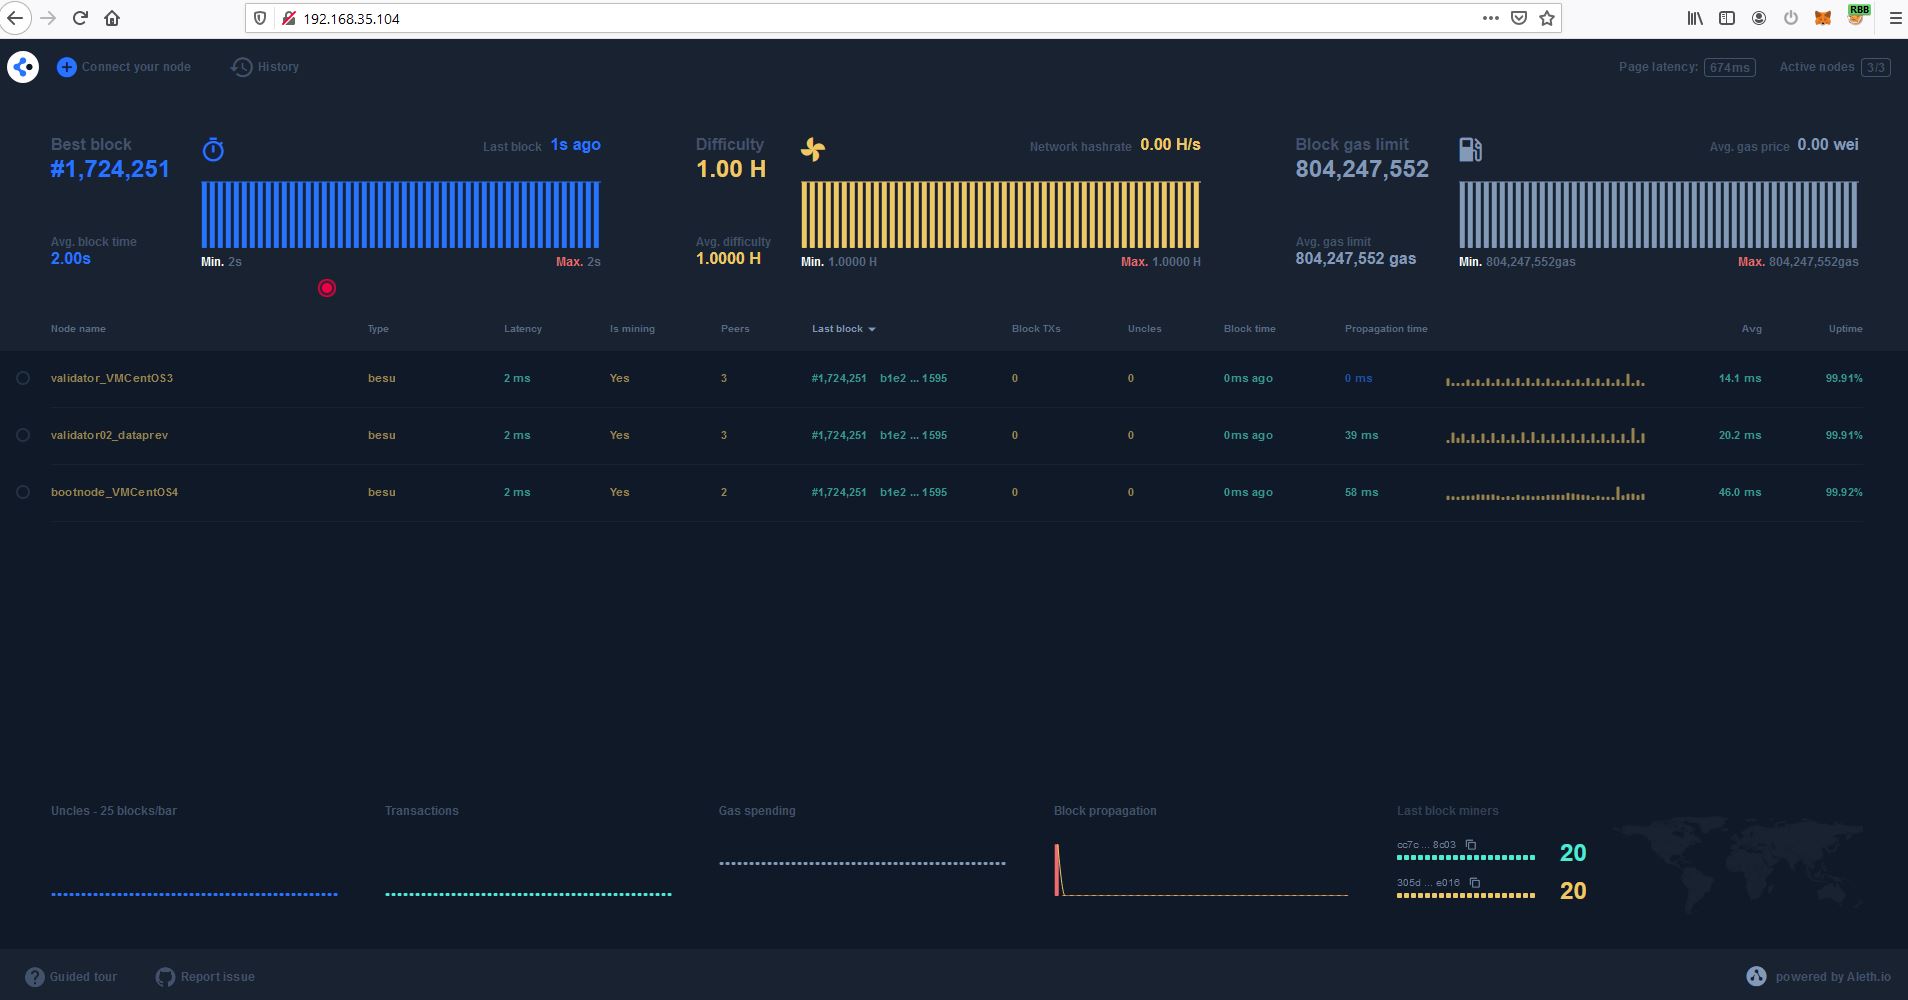 192.168.35.104
RBB
Connect your node
History
Page latency: 674ms
Active nodes 3/3
Best block
#1,724,251
Last block 1s ago
Avg. block time
2.00s
Min. 2s
Max. 2s
Difficulty
1.00 H
Network hashrate 0.00 H/s
Avg. difficulty
1.0000 H
Min. 1.0000 H
Max. 1.0000 H
Block gas limit
804,247,552
Avg. gas price 0.00 wei
Avg. gas limit
804,247,552 gas
Min. 804,247,552gas
Max. 804,247,552gas
Node name Type Latency Is mining Peers Last block Block TXs Uncles Block time Propagation time Avg Uptime
validator_VMCentOS3 besu 2 ms Yes 3 #1,724,251 b1e2 ... 1595 0 0 0ms ago 0 ms 14.1 ms 99.91%
validator02_dataprev besu 2 ms Yes 3 #1,724,251 b1e2 ... 1595 0 0 0ms ago 39 ms 20.2 ms 99.91%
bootnode_VMCentOS4 besu 2 ms Yes 2 #1,724,251 b1e2 ... 1595 0 0 0ms ago 58 ms 46.0 ms 99.92%
Uncles - 25 blocks/bar
Transactions
Gas spending
Block propagation
Last block miners
cc7c ... 8c03
20
305d ... e016
20
Guided tour
Report issue
powered by Aleth.io